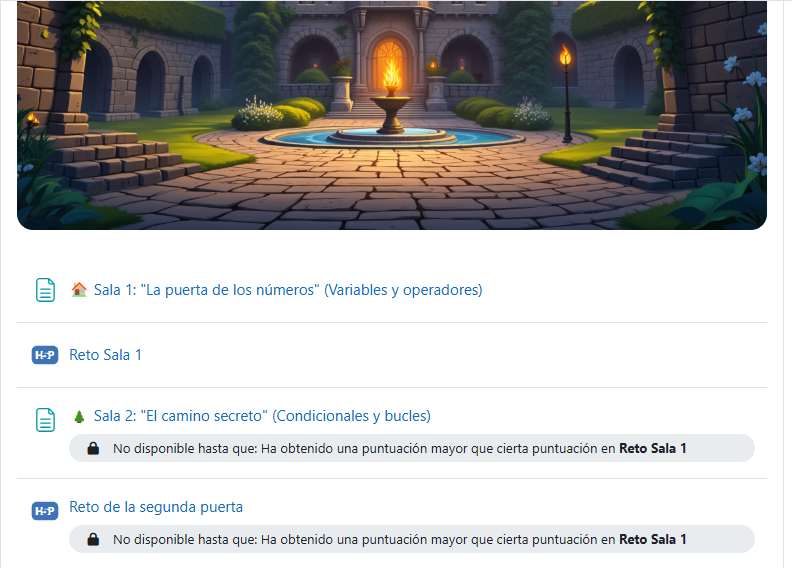 Sala 1: "La puerta de los números" (Variables y operadores)
H-P Reto Sala 1
Sala 2: "El camino secreto" (Condicionales y bucles)
No disponible hasta que: Ha obtenido una puntuación mayor que cierta puntuación en Reto Sala 1
H-P Reto de la segunda puerta
No disponible hasta que: Ha obtenido una puntuación mayor que cierta puntuación en Reto Sala 1